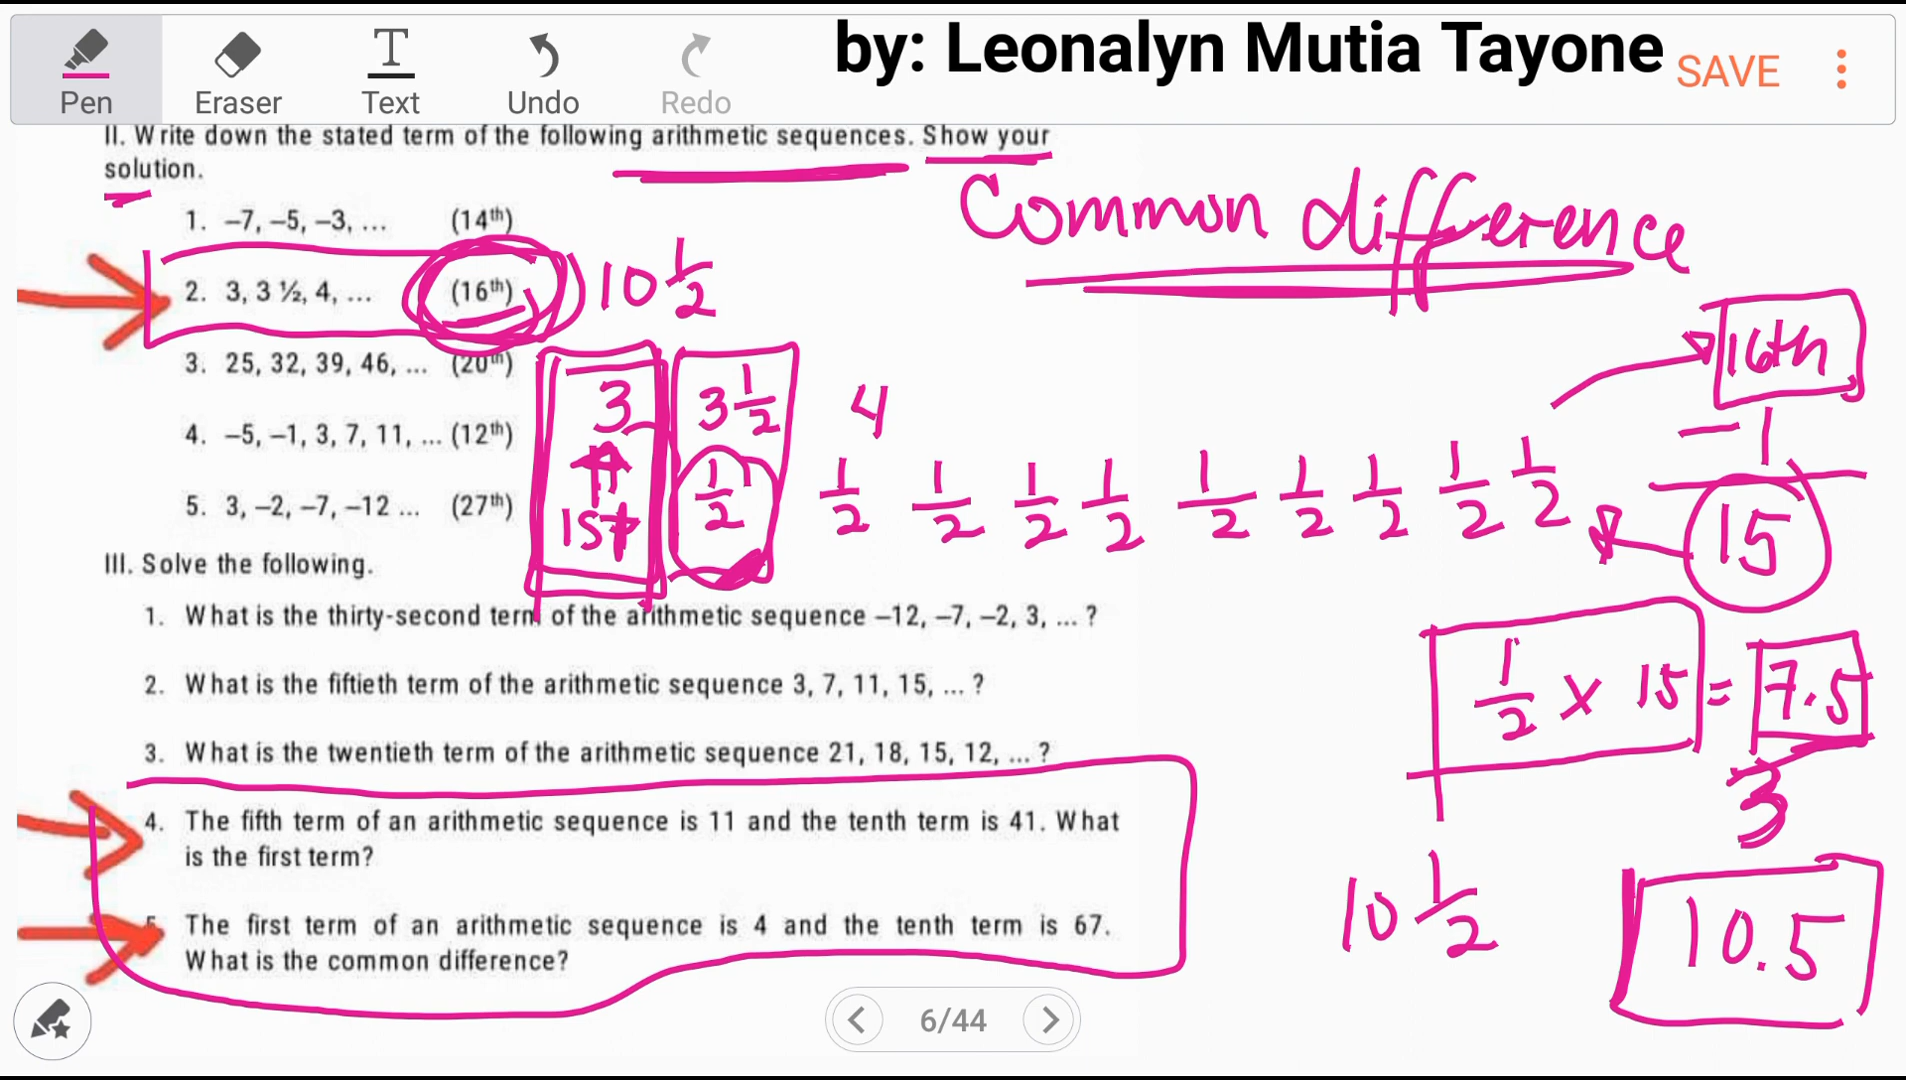 by: Leonalyn Mutia Tayone
SAVE
Pen
Eraser
Text
Undo
Redo
II. Write down the stated term of the following arithmetic sequences. Show your
solution.
Common difference
1. –7, –5, –3, ... (14th)
2. 3, 3 ½, 4, ... (16th)
10 1/2
3. 25, 32, 39, 46, ... (20th)
4. –5, –1, 3, 7, 11, ... (12th)
5. 3, –2, –7, –12 ... (27th)
3 3 1/2 4
1st 1/2 1/2 1/2 1/2 1/2 1/2 1/2 1/2 1/2 1/2
16th
– 1
15
1/2 x 15 = 7.5
3
10 1/2
10.5
III. Solve the following.
1. What is the thirty-second term of the arithmetic sequence –12, –7, –2, 3, ... ?
2. What is the fiftieth term of the arithmetic sequence 3, 7, 11, 15, ... ?
3. What is the twentieth term of the arithmetic sequence 21, 18, 15, 12, ... ?
4. The fifth term of an arithmetic sequence is 11 and the tenth term is 41. What
is the first term?
The first term of an arithmetic sequence is 4 and the tenth term is 67.
What is the common difference?
6/44